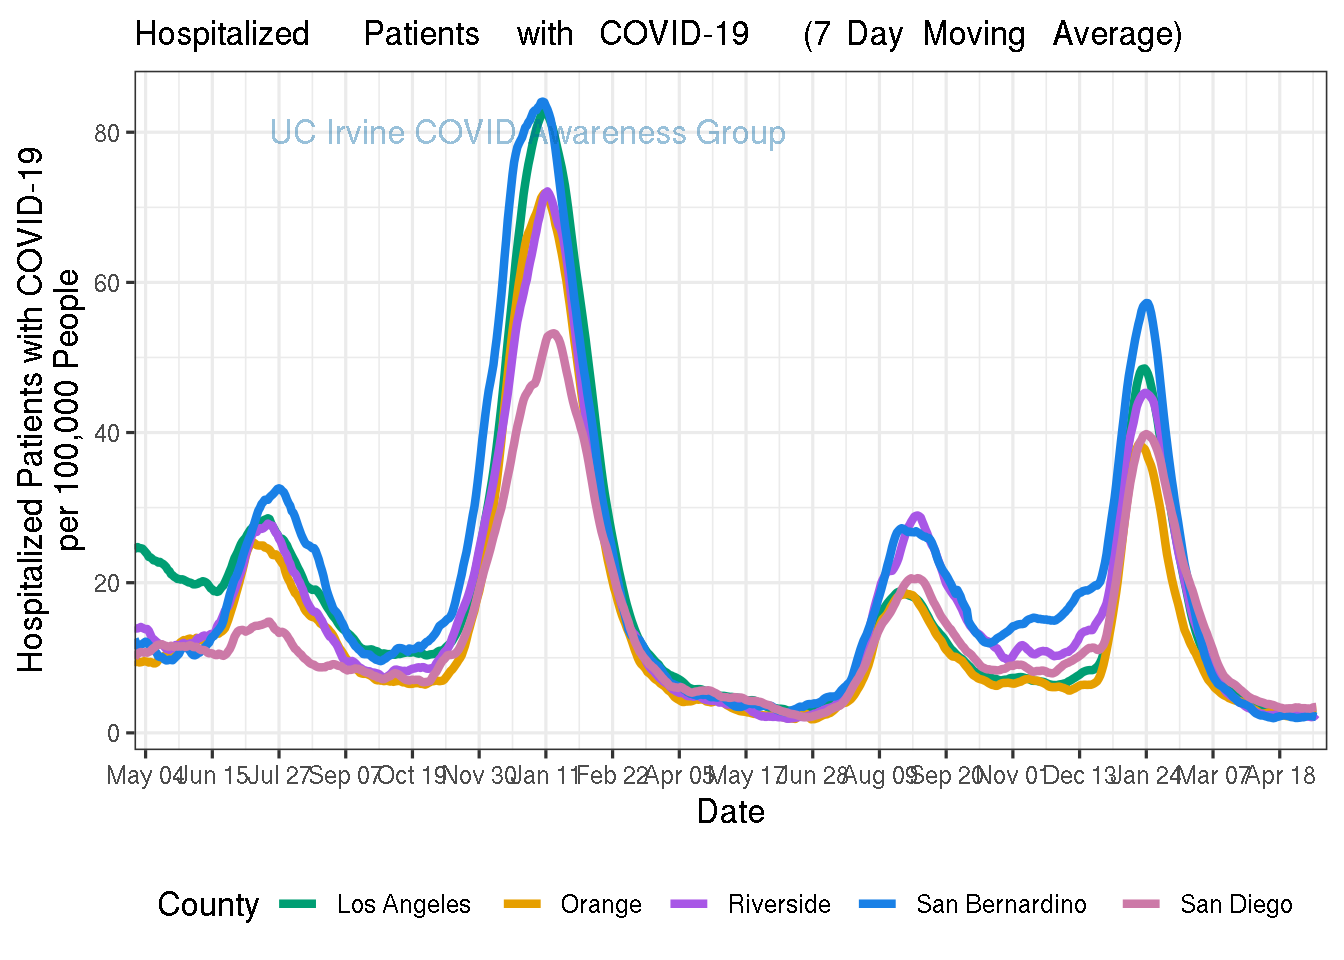 Hospitalized Patients with COVID-19 (7 Day Moving Average)
UC Irvine COVID Awareness Group
Hospitalized Patients with COVID-19
per 100,000 People
80
60
40
20
0
May 04 Jun 15 Jul 27 Sep 07 Oct 19 Nov 30 Jan 11 Feb 22 Apr 05 May 17 Jun 28 Aug 09 Sep 20 Nov 01 Dec 13 Jan 24 Mar 07 Apr 18
Date
County Los Angeles Orange Riverside San Bernardino San Diego